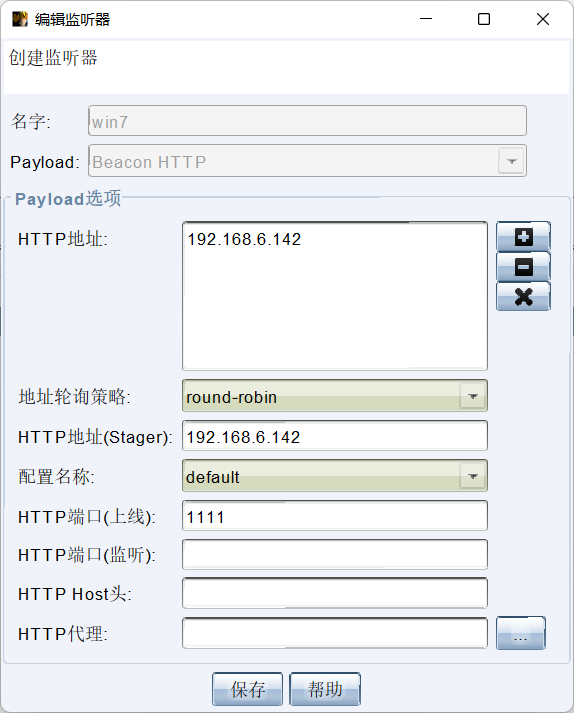 编辑监听器
创建监听器
名字: win7
Payload: Beacon HTTP
Payload选项
HTTP地址: 192.168.6.142
地址轮询策略: round-robin
HTTP地址(Stager): 192.168.6.142
配置名称: default
HTTP端口(上线): 1111
HTTP端口(监听):
HTTP Host头:
HTTP代理: ...
保存 帮助